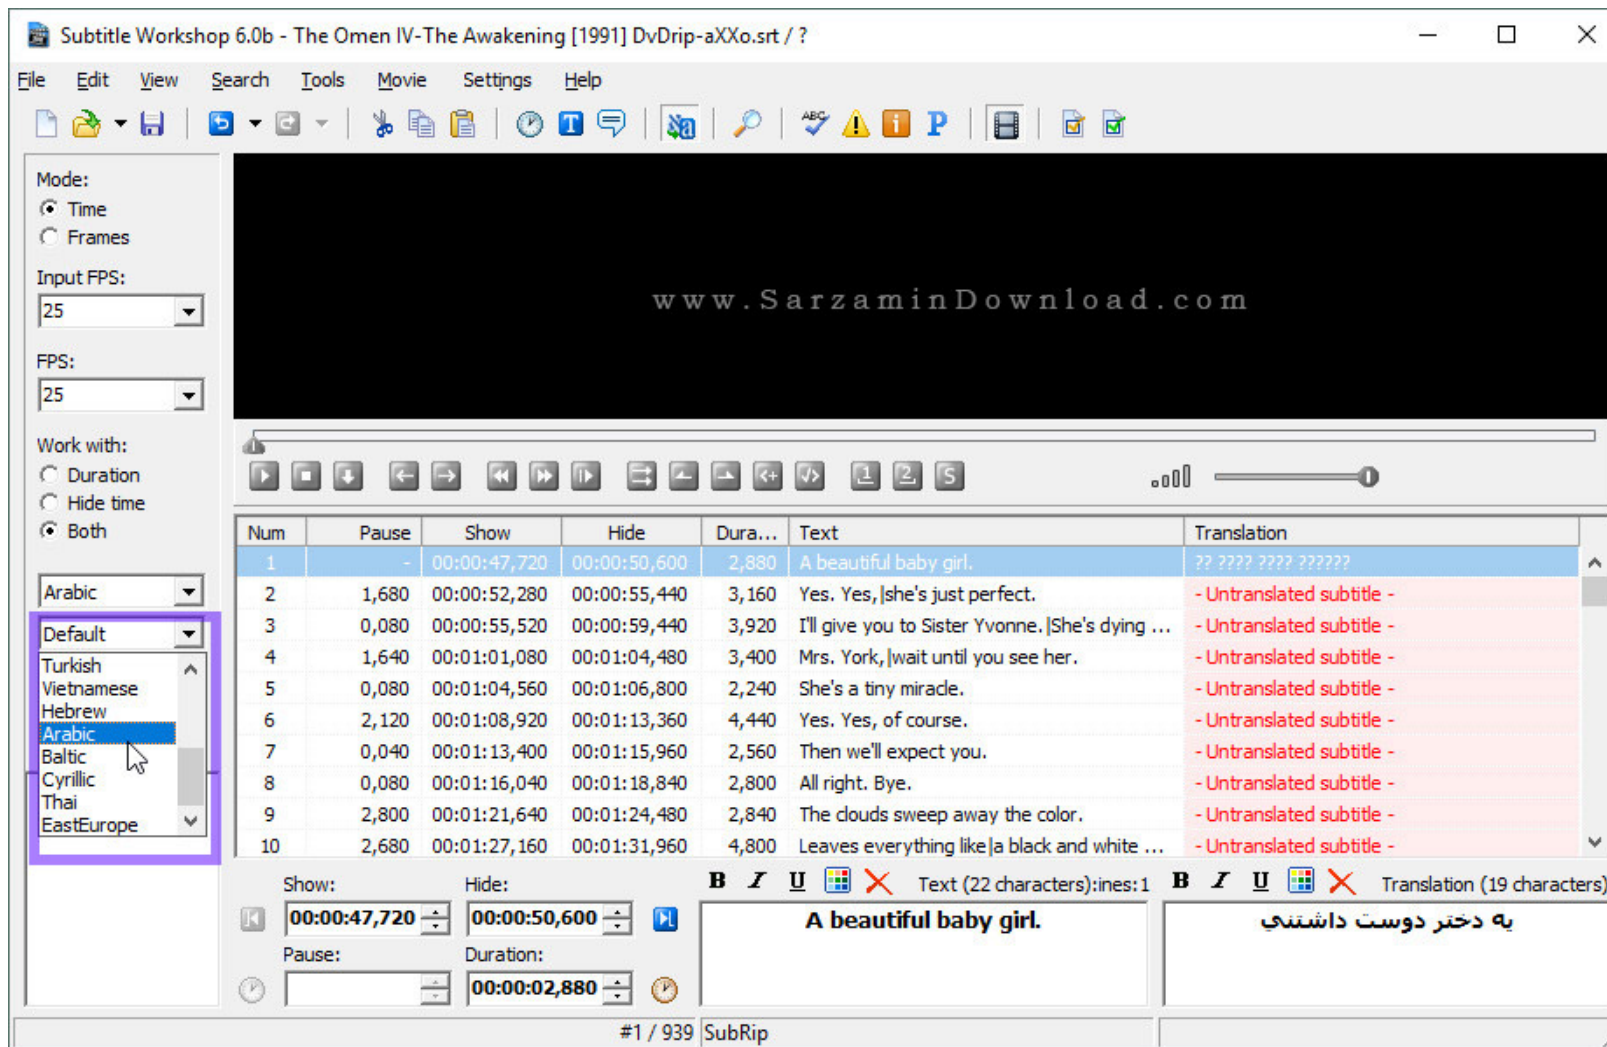 Subtitle Workshop 6.0b - The Omen IV-The Awakening [1991] DvDrip-aXXo.srt / ?
File Edit View Search Tools Movie Settings Help
ABC T i P
Mode:
Time
Frames
Input FPS:
25
FPS:
25
Work with:
Duration
Hide time
Both
Arabic
Default
Turkish
Vietnamese
Hebrew
Arabic
Baltic
Cyrillic
Thai
EastEurope
www.SarzaminDownload.com
1 2 S
Num Pause Show Hide Dura... Text Translation
1 - 00:00:47,720 00:00:50,600 2,880 A beautiful baby girl. ?? ???? ???? ??????
2 1,680 00:00:52,280 00:00:55,440 3,160 Yes. Yes,|she's just perfect. - Untranslated subtitle -
3 0,080 00:00:55,520 00:00:59,440 3,920 I'll give you to Sister Yvonne.|She's dying ... - Untranslated subtitle -
4 1,640 00:01:01,080 00:01:04,480 3,400 Mrs. York,|wait until you see her. - Untranslated subtitle -
5 0,080 00:01:04,560 00:01:06,800 2,240 She's a tiny miracle. - Untranslated subtitle -
6 2,120 00:01:08,920 00:01:13,360 4,440 Yes. Yes, of course. - Untranslated subtitle -
7 0,040 00:01:13,400 00:01:15,960 2,560 Then we'll expect you. - Untranslated subtitle -
8 0,080 00:01:16,040 00:01:18,840 2,800 All right. Bye. - Untranslated subtitle -
9 2,800 00:01:21,640 00:01:24,480 2,840 The clouds sweep away the color. - Untranslated subtitle -
10 2,680 00:01:27,160 00:01:31,960 4,800 Leaves everything like|a black and white ... - Untranslated subtitle -
Show: Hide:
00:00:47,720 00:00:50,600
Pause: Duration:
00:00:02,880
B I U Text (22 characters):ines:1
A beautiful baby girl.
B I U Translation (19 characters)
يه دختر دوست داشتني
#1 / 939 SubRip